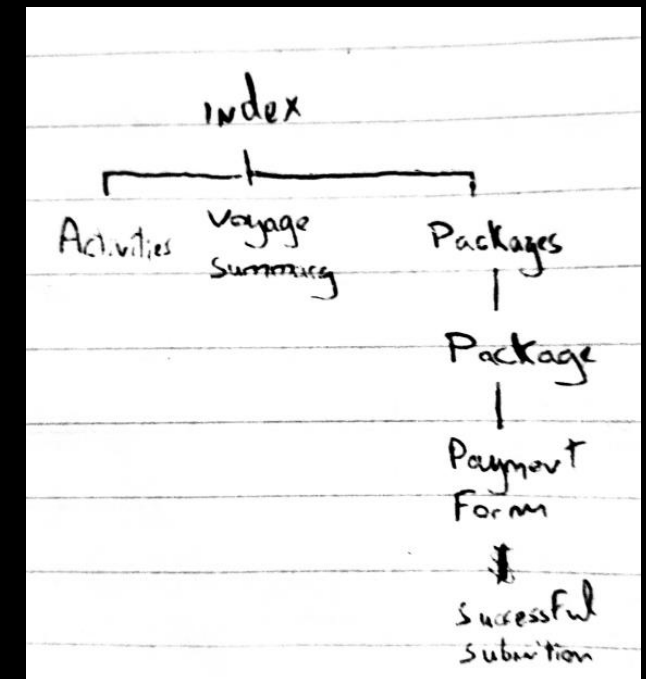 Index
Activities
Voyage
Summary
Packages
Package
Payment
Form
Successful
Submition